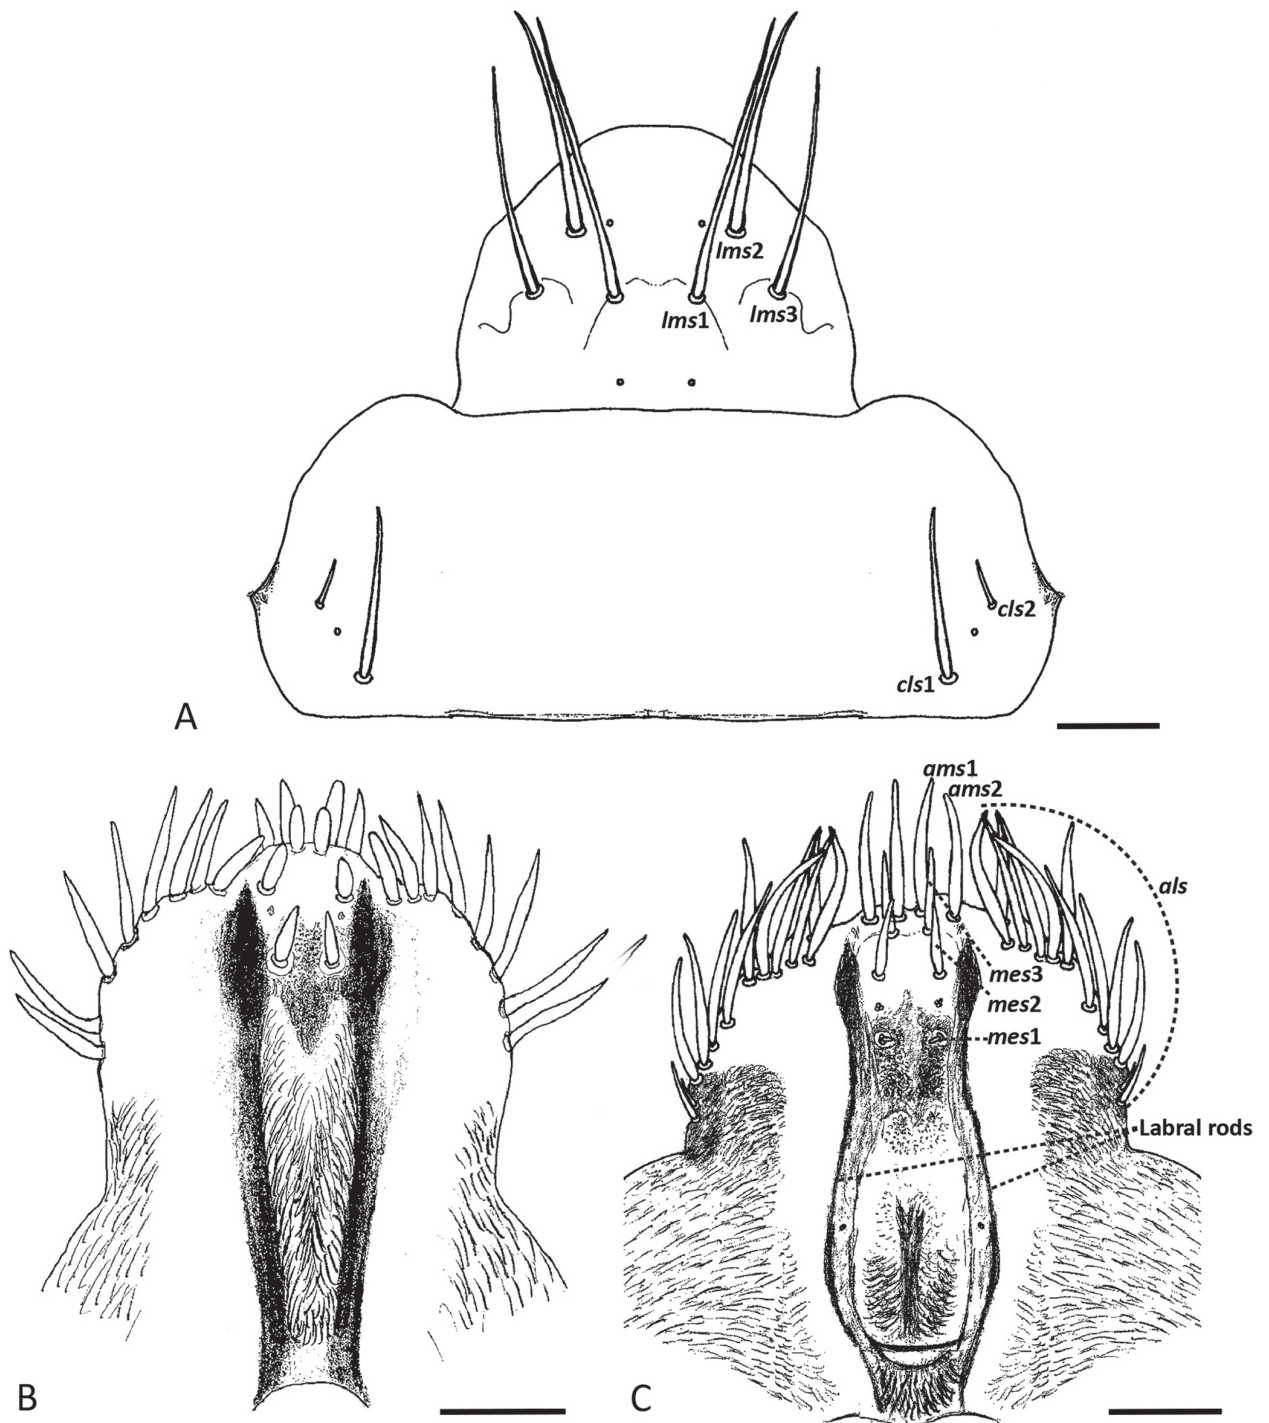 lms2
lms1
lms3
cls2
cls1
A
ams1
ams2
als
mes3
mes2
mes1
Labral rods
B
C